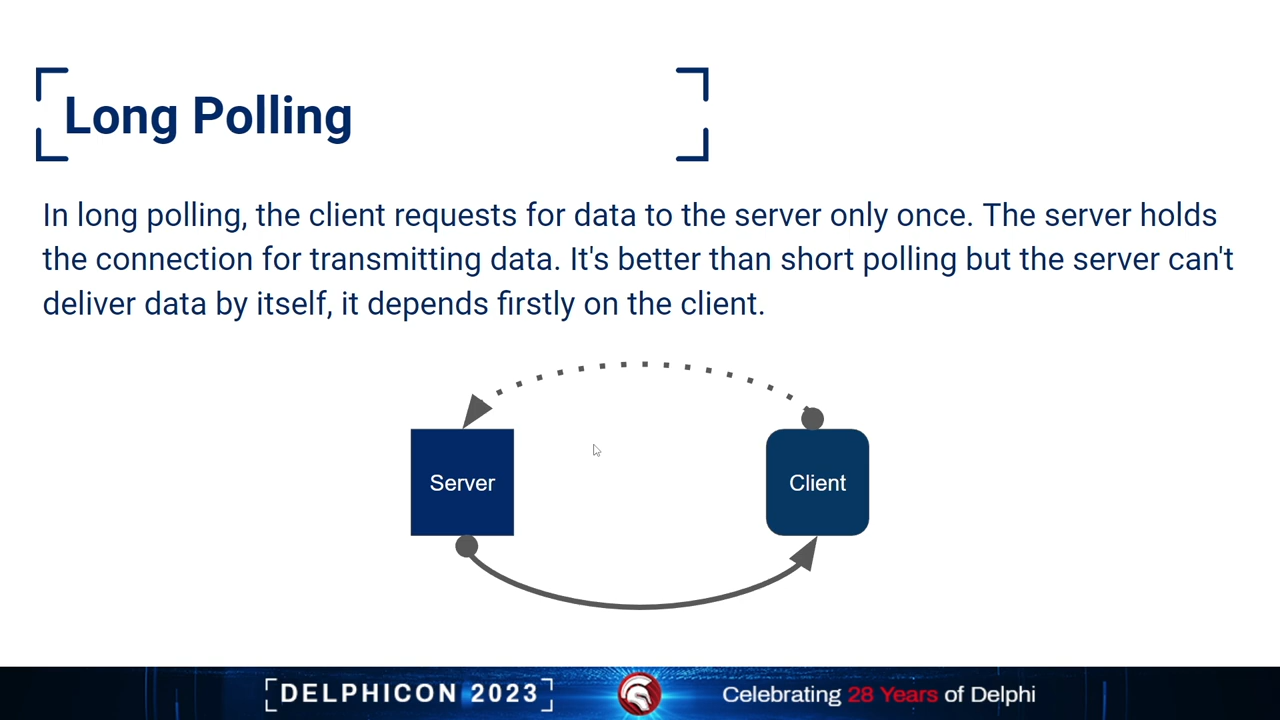 Long Polling
In long polling, the client requests for data to the server only once. The server holds
the connection for transmitting data. It's better than short polling but the server can't
deliver data by itself, it depends firstly on the client.
Server
Client
DELPHICON 2023
Celebrating 28 Years of Delphi